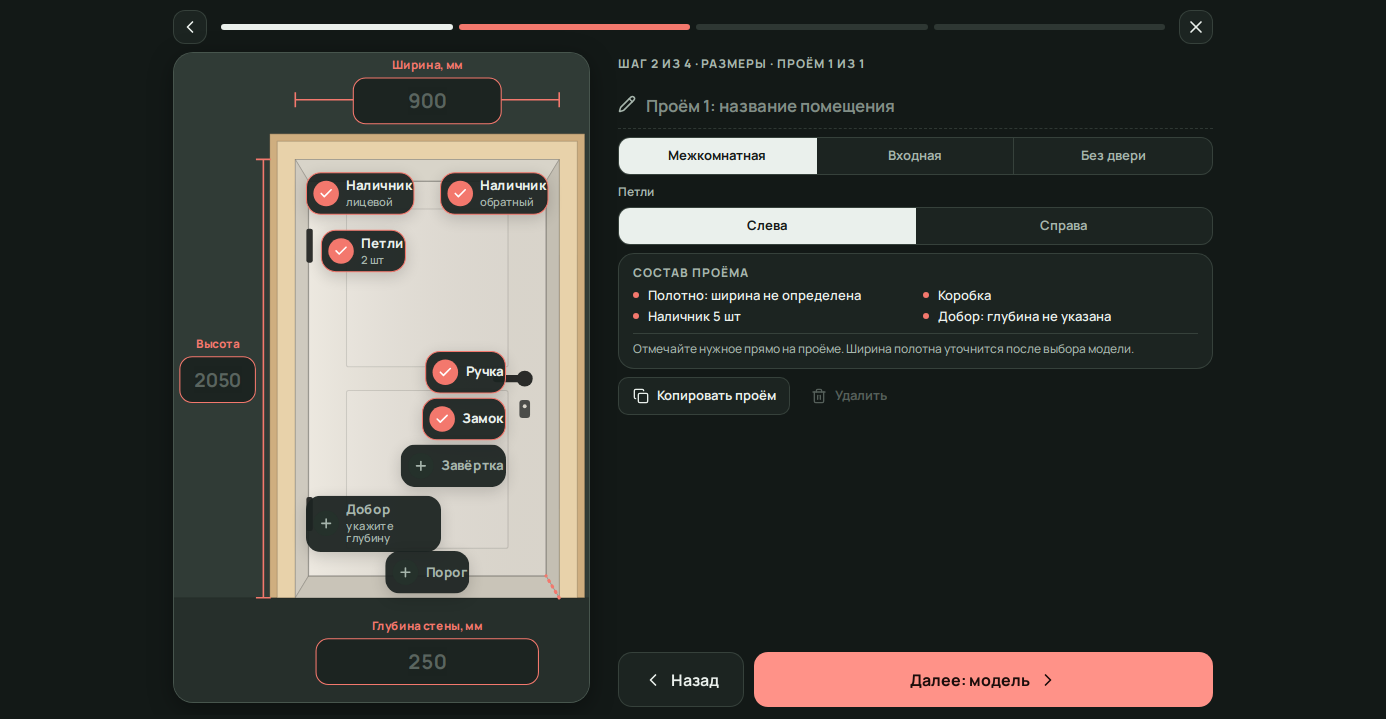 ШАГ 2 ИЗ 4 · РАЗМЕРЫ · ПРОЁМ 1 ИЗ 1
Ширина, мм
900
Наличник
лицевой
Наличник
обратный
Петли
2 шт
Высота
2050
Ручка
Замок
Завёртка
Добор
укажите
глубину
Порог
Глубина стены, мм
250
Проём 1: название помещения
Межкомнатная
Входная
Без двери
Петли
Слева
Справа
СОСТАВ ПРОЁМА
Полотно: ширина не определена
Коробка
Наличник 5 шт
Добор: глубина не указана
Отмечайте нужное прямо на проёме. Ширина полотна уточнится после выбора модели.
Копировать проём
Удалить
Назад
Далее: модель